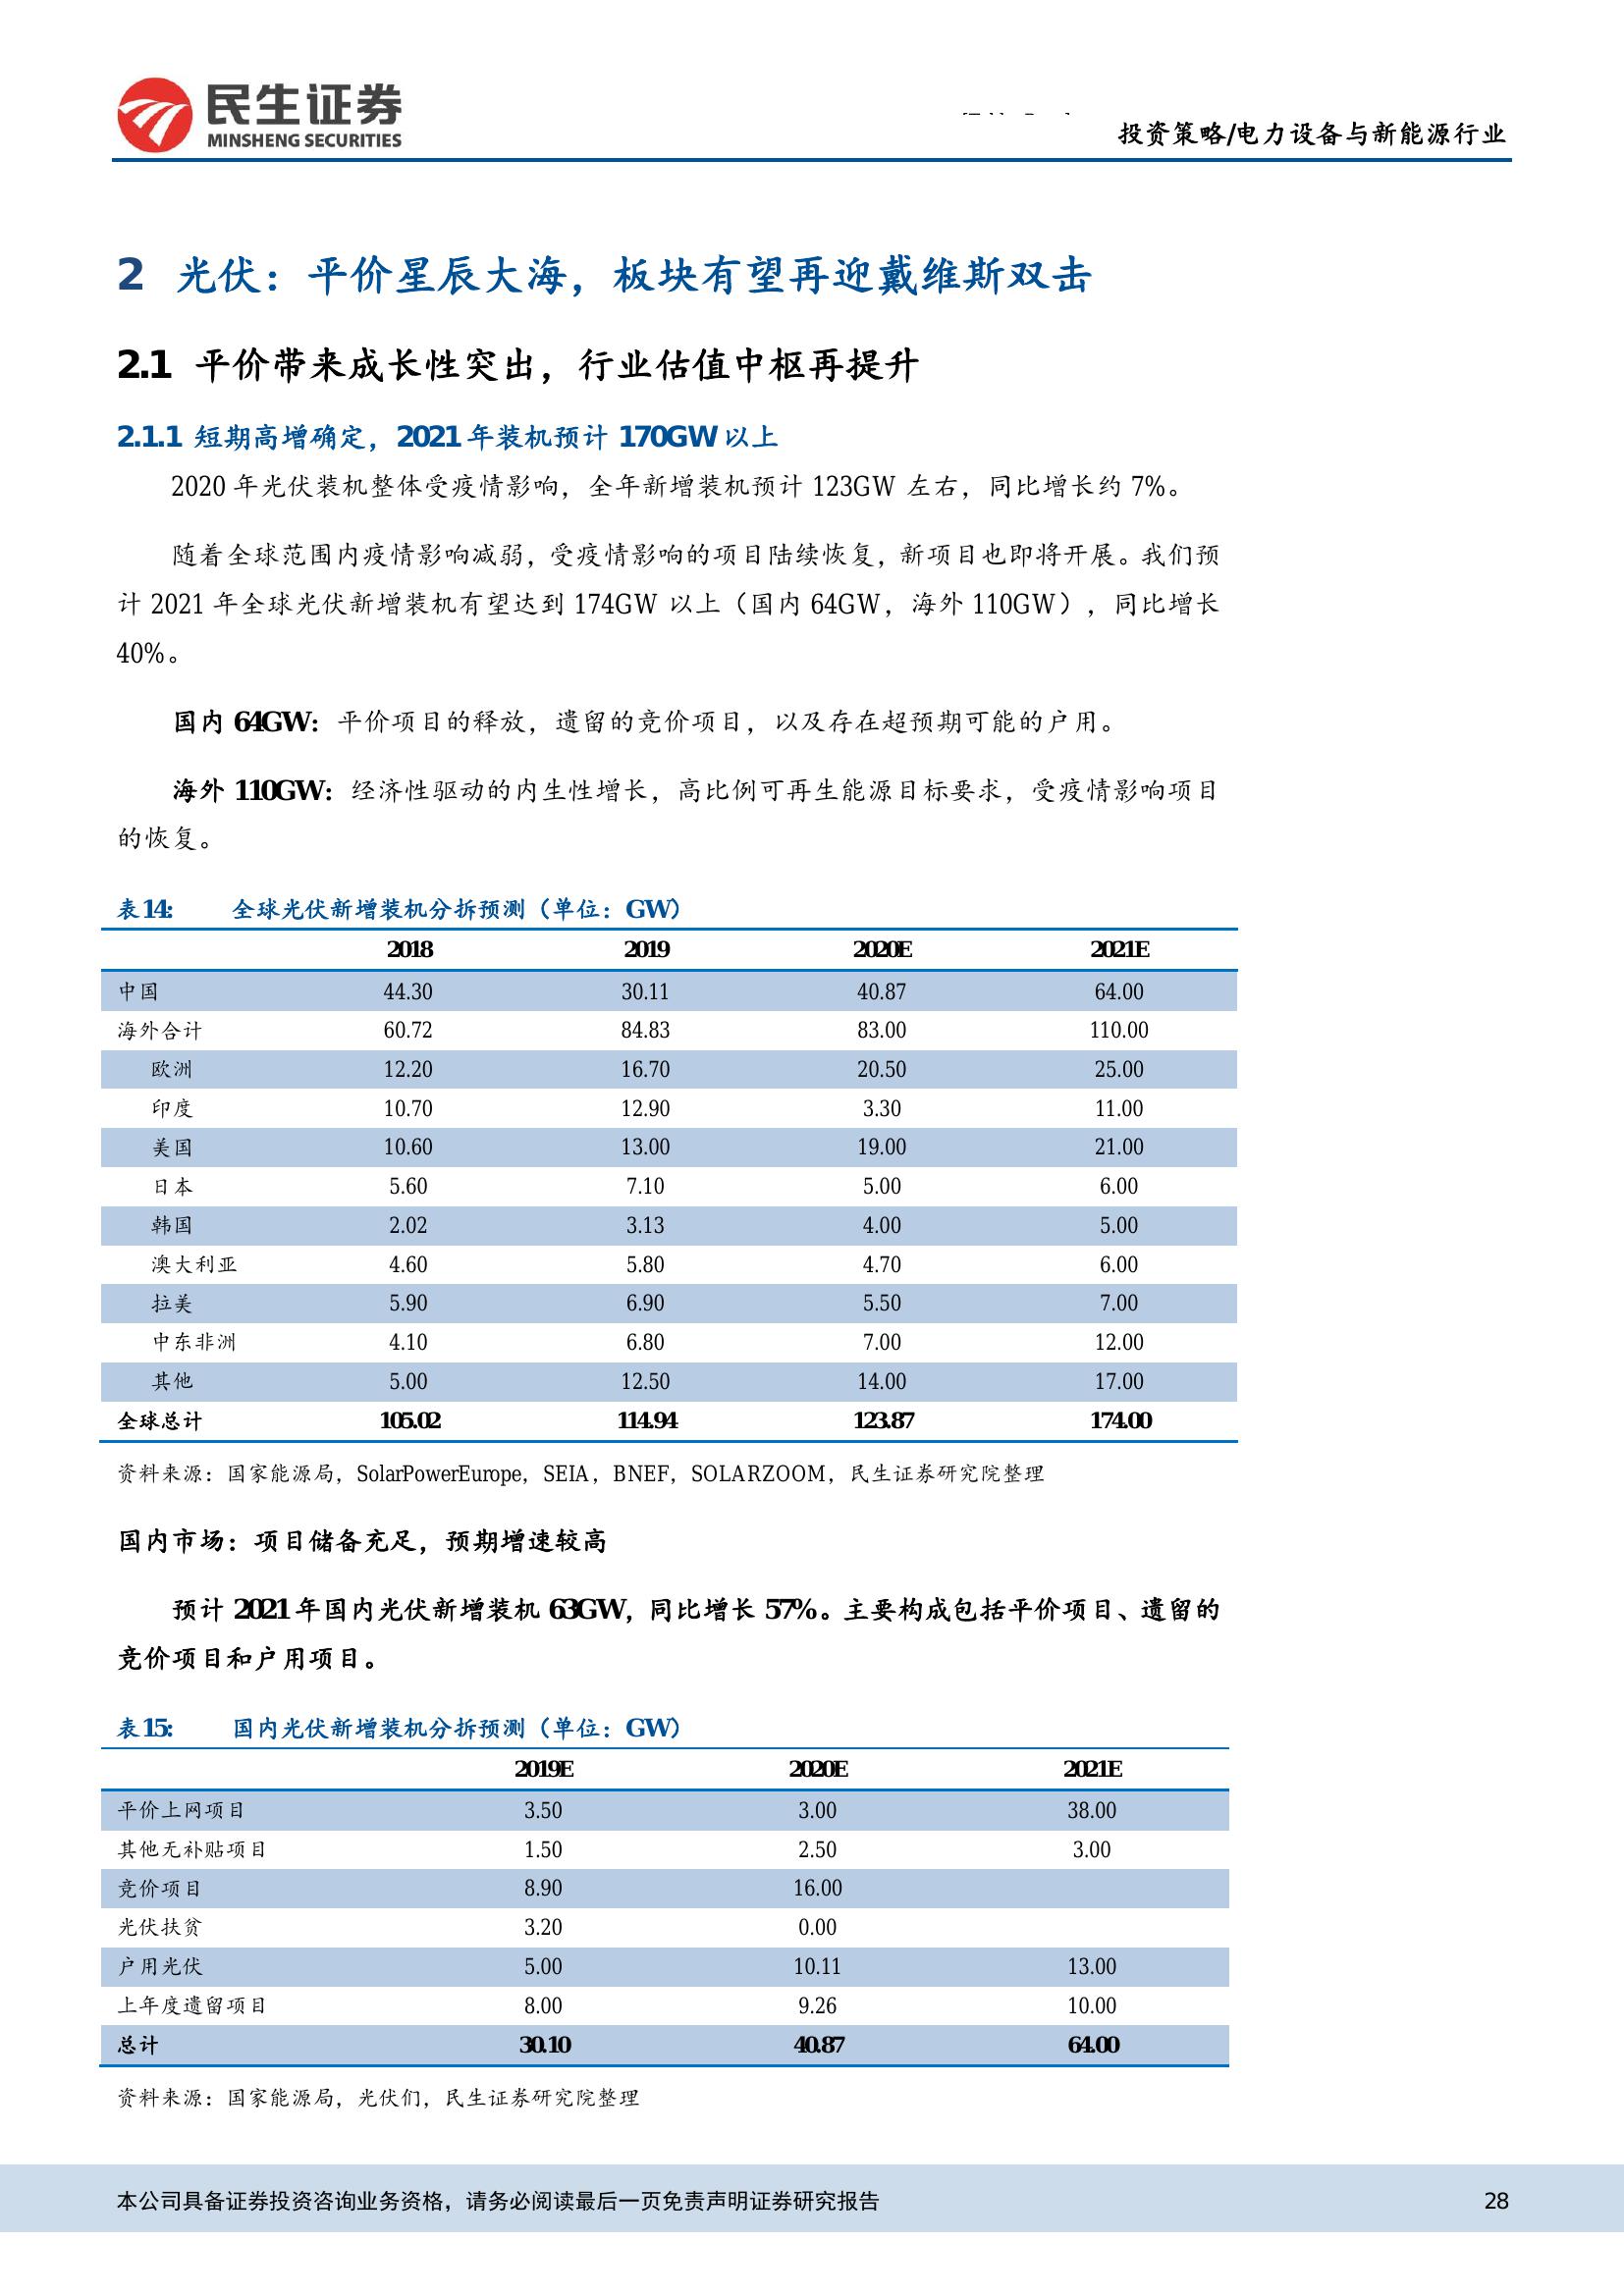 民生证券
MINSHENG SECURITIES
投资策略/电力设备与新能源行业
2 光伏：平价星辰大海，板块有望再迎戴维斯双击
2.1 平价带来成长性突出，行业估值中枢再提升
2.1.1 短期高增确定，2021 年装机预计 170GW 以上
2020 年光伏装机整体受疫情影响，全年新增装机预计 123GW 左右，同比增长约 7%。
随着全球范围内疫情影响减弱，受疫情影响的项目陆续恢复，新项目也即将开展。我们预
计 2021 年全球光伏新增装机有望达到 174GW 以上（国内 64GW，海外 110GW），同比增长
40%。
国内 64GW：平价项目的释放，遗留的竞价项目，以及存在超预期可能的户用。
海外 110GW：经济性驱动的内生性增长，高比例可再生能源目标要求，受疫情影响项目
的恢复。
表14: 全球光伏新增装机分拆预测（单位：GW）
2018 2019 2020E 2021E
中国 44.30 30.11 40.87 64.00
海外合计 60.72 84.83 83.00 110.00
欧洲 12.20 16.70 20.50 25.00
印度 10.70 12.90 3.30 11.00
美国 10.60 13.00 19.00 21.00
日本 5.60 7.10 5.00 6.00
韩国 2.02 3.13 4.00 5.00
澳大利亚 4.60 5.80 4.70 6.00
拉美 5.90 6.90 5.50 7.00
中东非洲 4.10 6.80 7.00 12.00
其他 5.00 12.50 14.00 17.00
全球总计 105.02 114.94 123.87 174.00
资料来源：国家能源局，SolarPowerEurope，SEIA，BNEF，SOLARZOOM，民生证券研究院整理
国内市场：项目储备充足，预期增速较高
预计 2021 年国内光伏新增装机 63GW，同比增长 57%。主要构成包括平价项目、遗留的
竞价项目和户用项目。
表15: 国内光伏新增装机分拆预测（单位：GW）
2019E 2020E 2021E
平价上网项目 3.50 3.00 38.00
其他无补贴项目 1.50 2.50 3.00
竞价项目 8.90 16.00
光伏扶贫 3.20 0.00
户用光伏 5.00 10.11 13.00
上年度遗留项目 8.00 9.26 10.00
总计 30.10 40.87 64.00
资料来源：国家能源局，光伏们，民生证券研究院整理
本公司具备证券投资咨询业务资格，请务必阅读最后一页免责声明证券研究报告 28